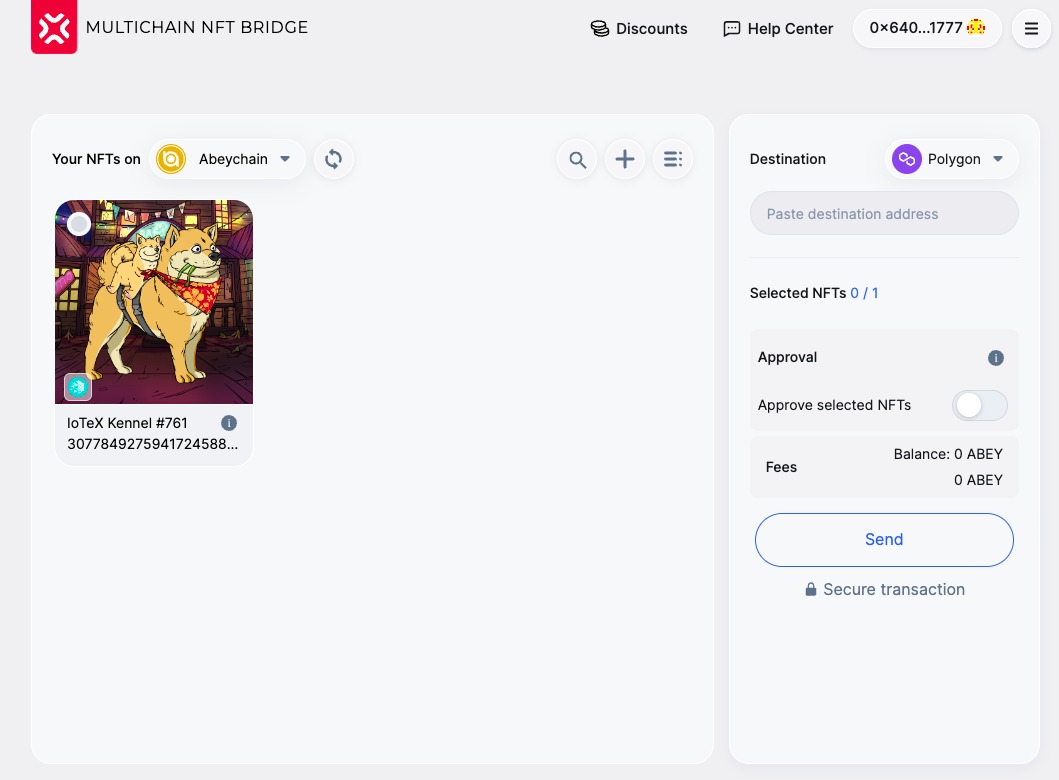 MULTICHAIN NFT BRIDGE
Discounts
Help Center
0×640...1777
Your NFTs on
Abeychain
IoTeX Kennel #761
3077849275941724588...
Destination
Polygon
Paste destination address
Selected NFTs 0 / 1
Approval
Approve selected NFTs
Fees
Balance: 0 ABEY
0 ABEY
Send
Secure transaction